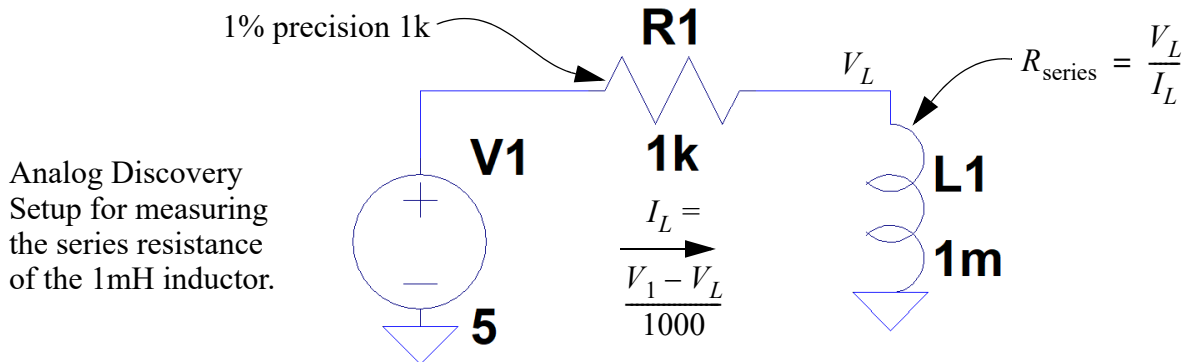 1% precision 1k
R1
V_L
R_series = V_L / I_L
V1
1k
L1
Analog Discovery
Setup for measuring
the series resistance
of the 1mH inductor.
I_L =
V_1 − V_L
1000
1m
5